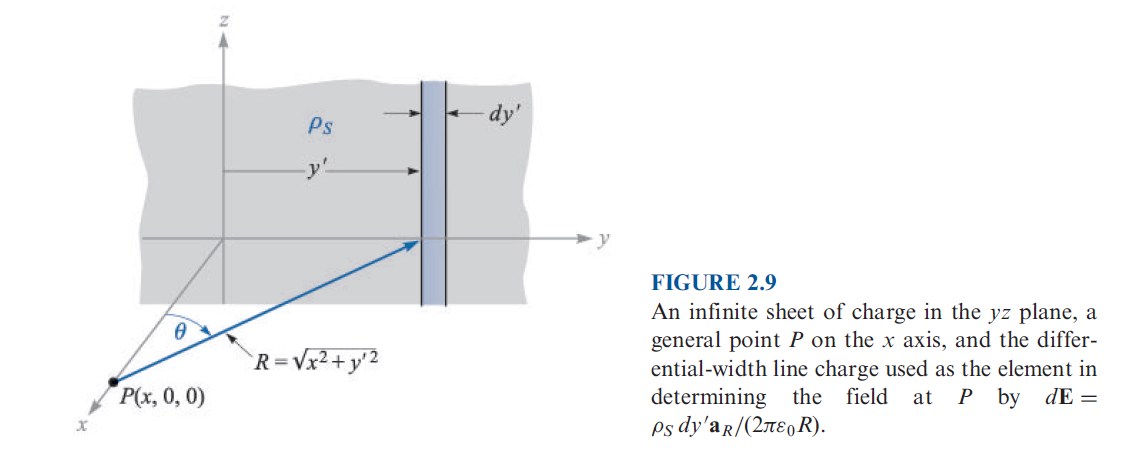 z
ρS
dy'
y'
y
θ
R = √x² + y'²
P(x, 0, 0)
x
FIGURE 2.9
An infinite sheet of charge in the yz plane, a
general point P on the x axis, and the differ-
ential-width line charge used as the element in
determining the field at P by dE =
ρS dy'aR/(2πε0R).